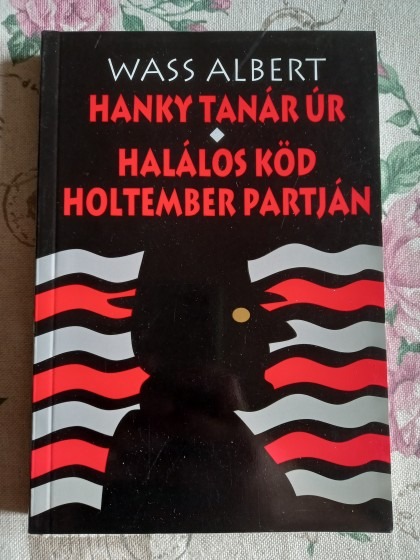 WASS ALBERT
HANKY TANÁR ÚR
HALÁLOS KÖD
HOLTEMBER PARTJÁN